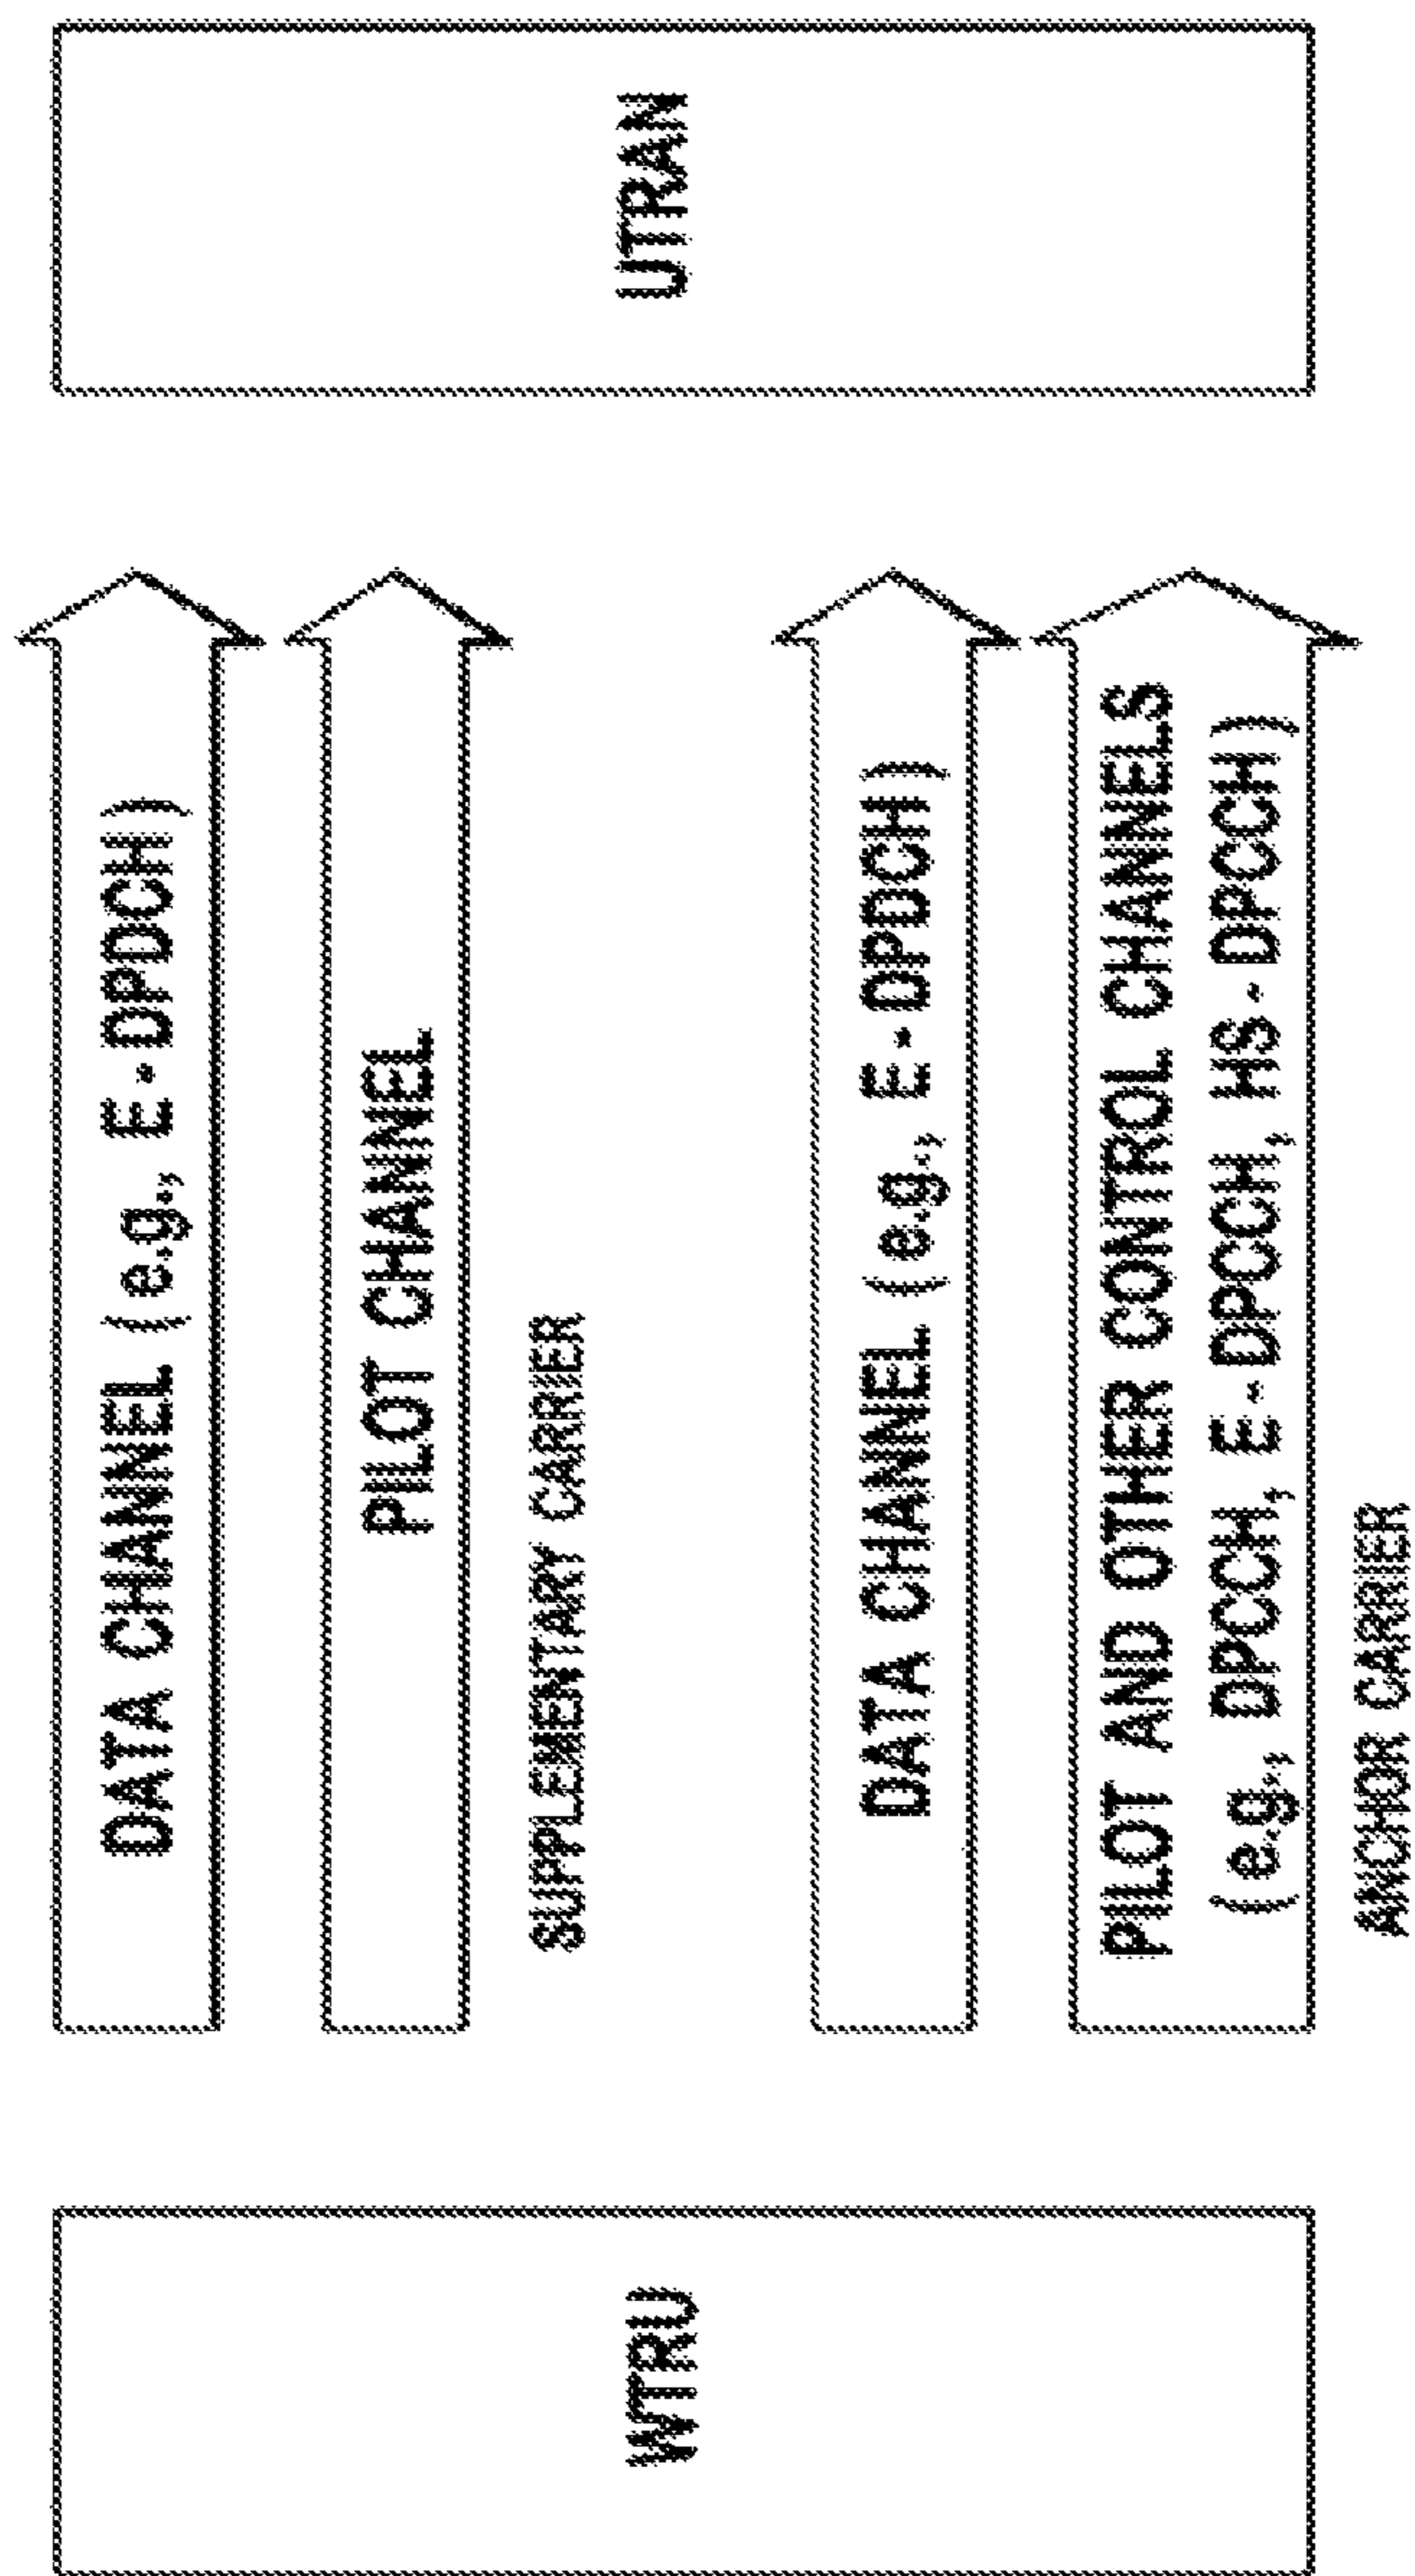 WTRU
DATA CHANNEL (e.g., E-DPDCH)
PILOT CHANNEL
SUPPLEMENTARY CARRIER
DATA CHANNEL (e.g., E-DPDCH)
PILOT AND OTHER CONTROL CHANNELS
(e.g., DPCCH, E-DPCCH, HS-DPCCH)
ANCHOR CARRIER
UTRAN